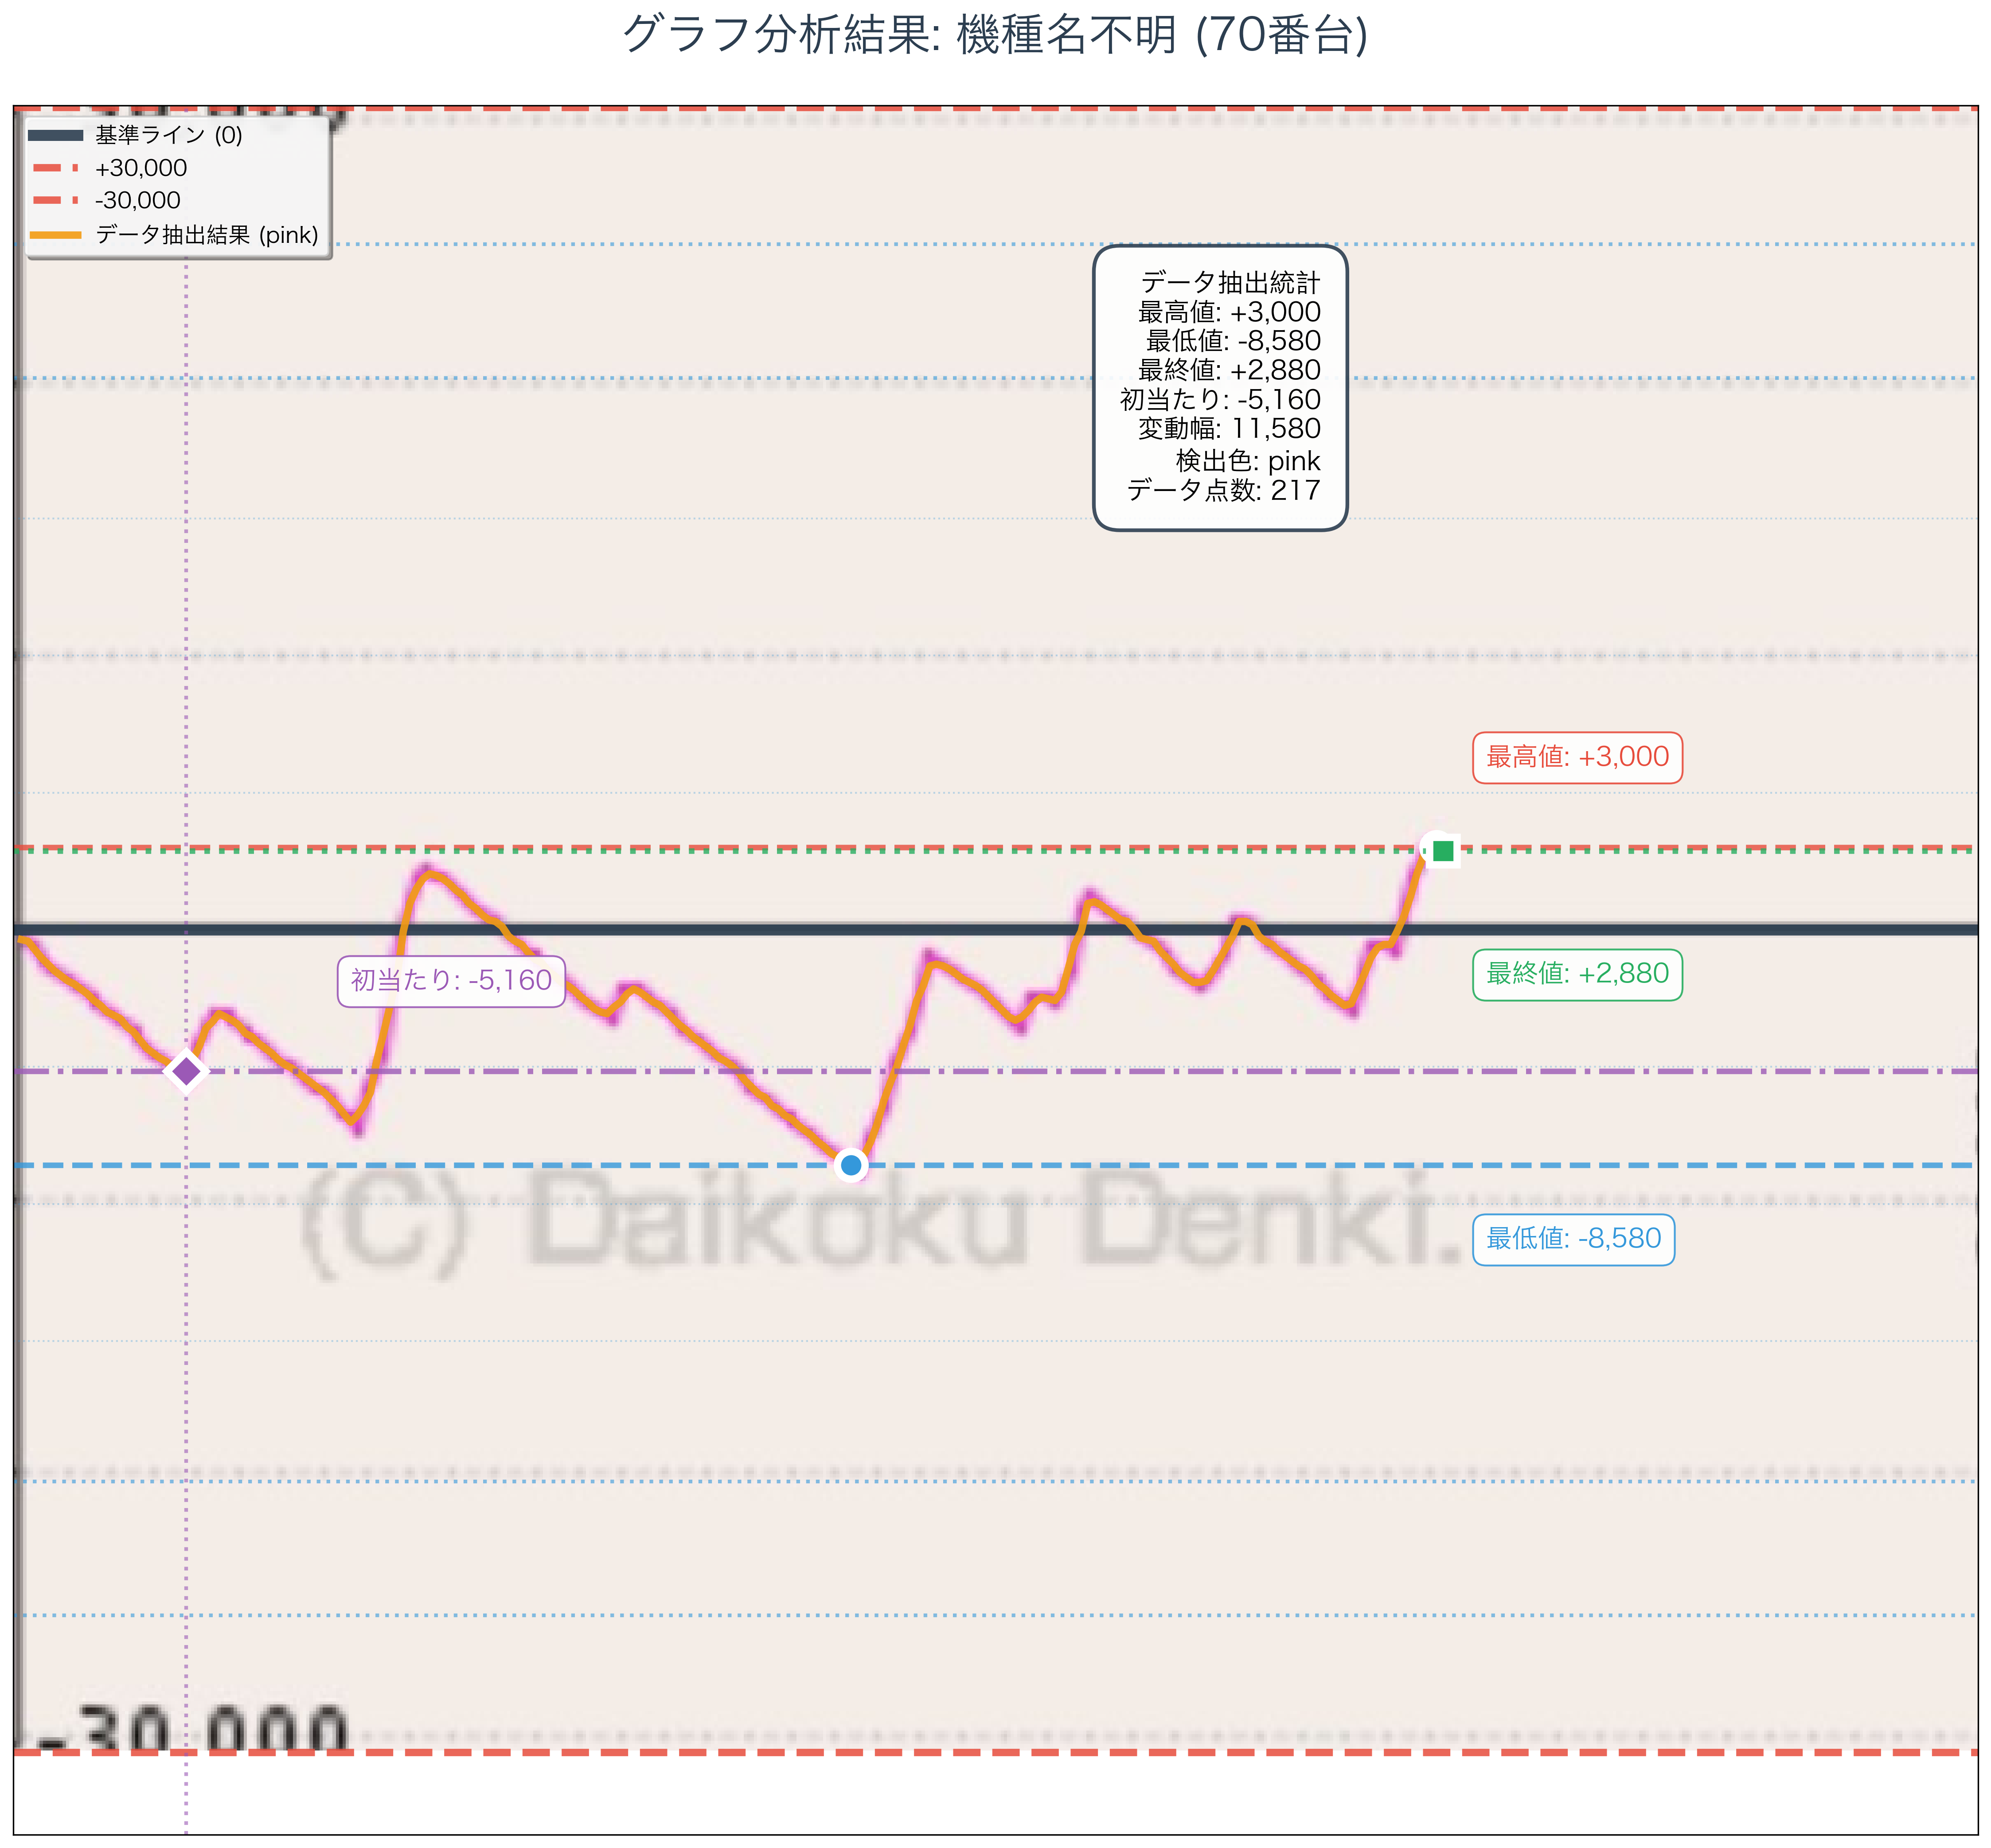 グラフ分析結果: 機種名不明 (70番台)
基準ライン (0)
+30,000
-30,000
データ抽出結果 (pink)
データ抽出統計
最高値: +3,000
最低値: -8,580
最終値: +2,880
初当たり: -5,160
変動幅: 11,580
検出色: pink
データ点数: 217
最高値: +3,000
初当たり: -5,160
最終値: +2,880
(C) Daikoku Denki.
最低値: -8,580
-30,000